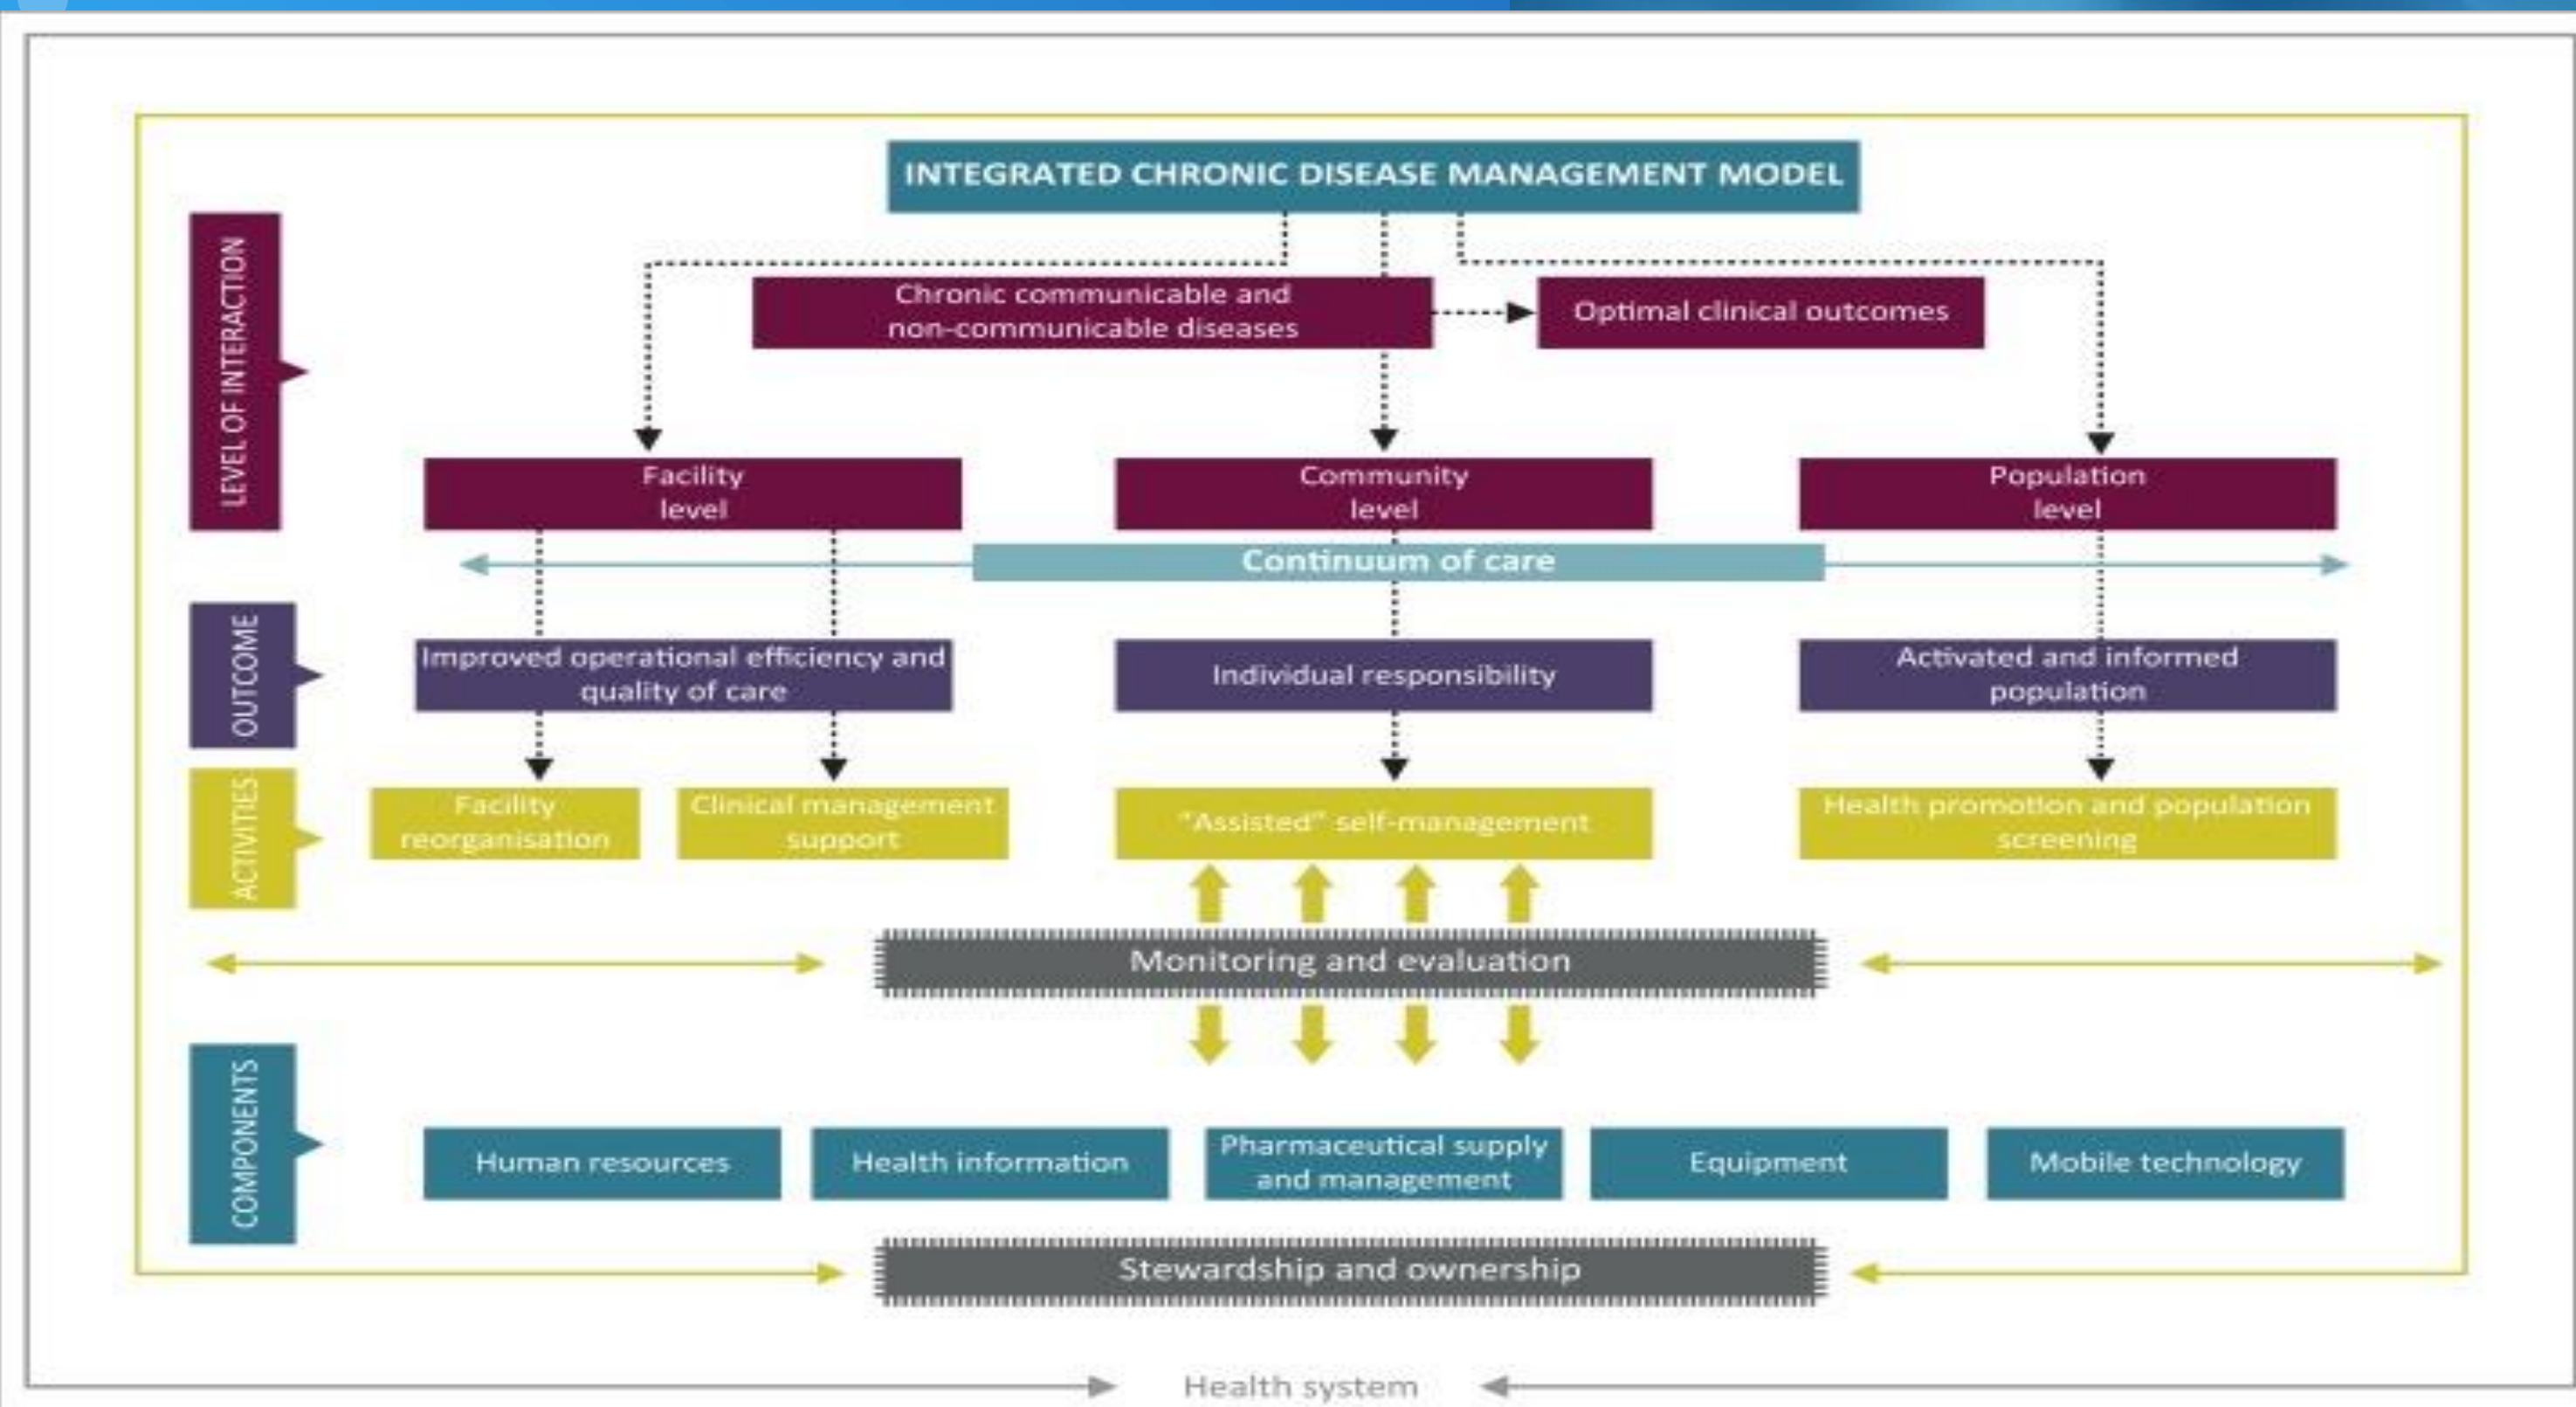 INTEGRATED CHRONIC DISEASE MANAGEMENT MODEL
LEVEL OF INTERACTION
Chronic communicable and
non-communicable diseases
Optimal clinical outcomes
Facility
level
Community
level
Population
level
Continuum of care
OUTCOME
Improved operational efficiency and
quality of care
Individual responsibility
Activated and informed
population
ACTIVITIES
Facility
reorganisation
Clinical management
support
"Assisted" self-management
Health promotion and population
screening
Monitoring and evaluation
COMPONENTS
Human resources
Health information
Pharmaceutical supply
and management
Equipment
Mobile technology
Stewardship and ownership
Health system